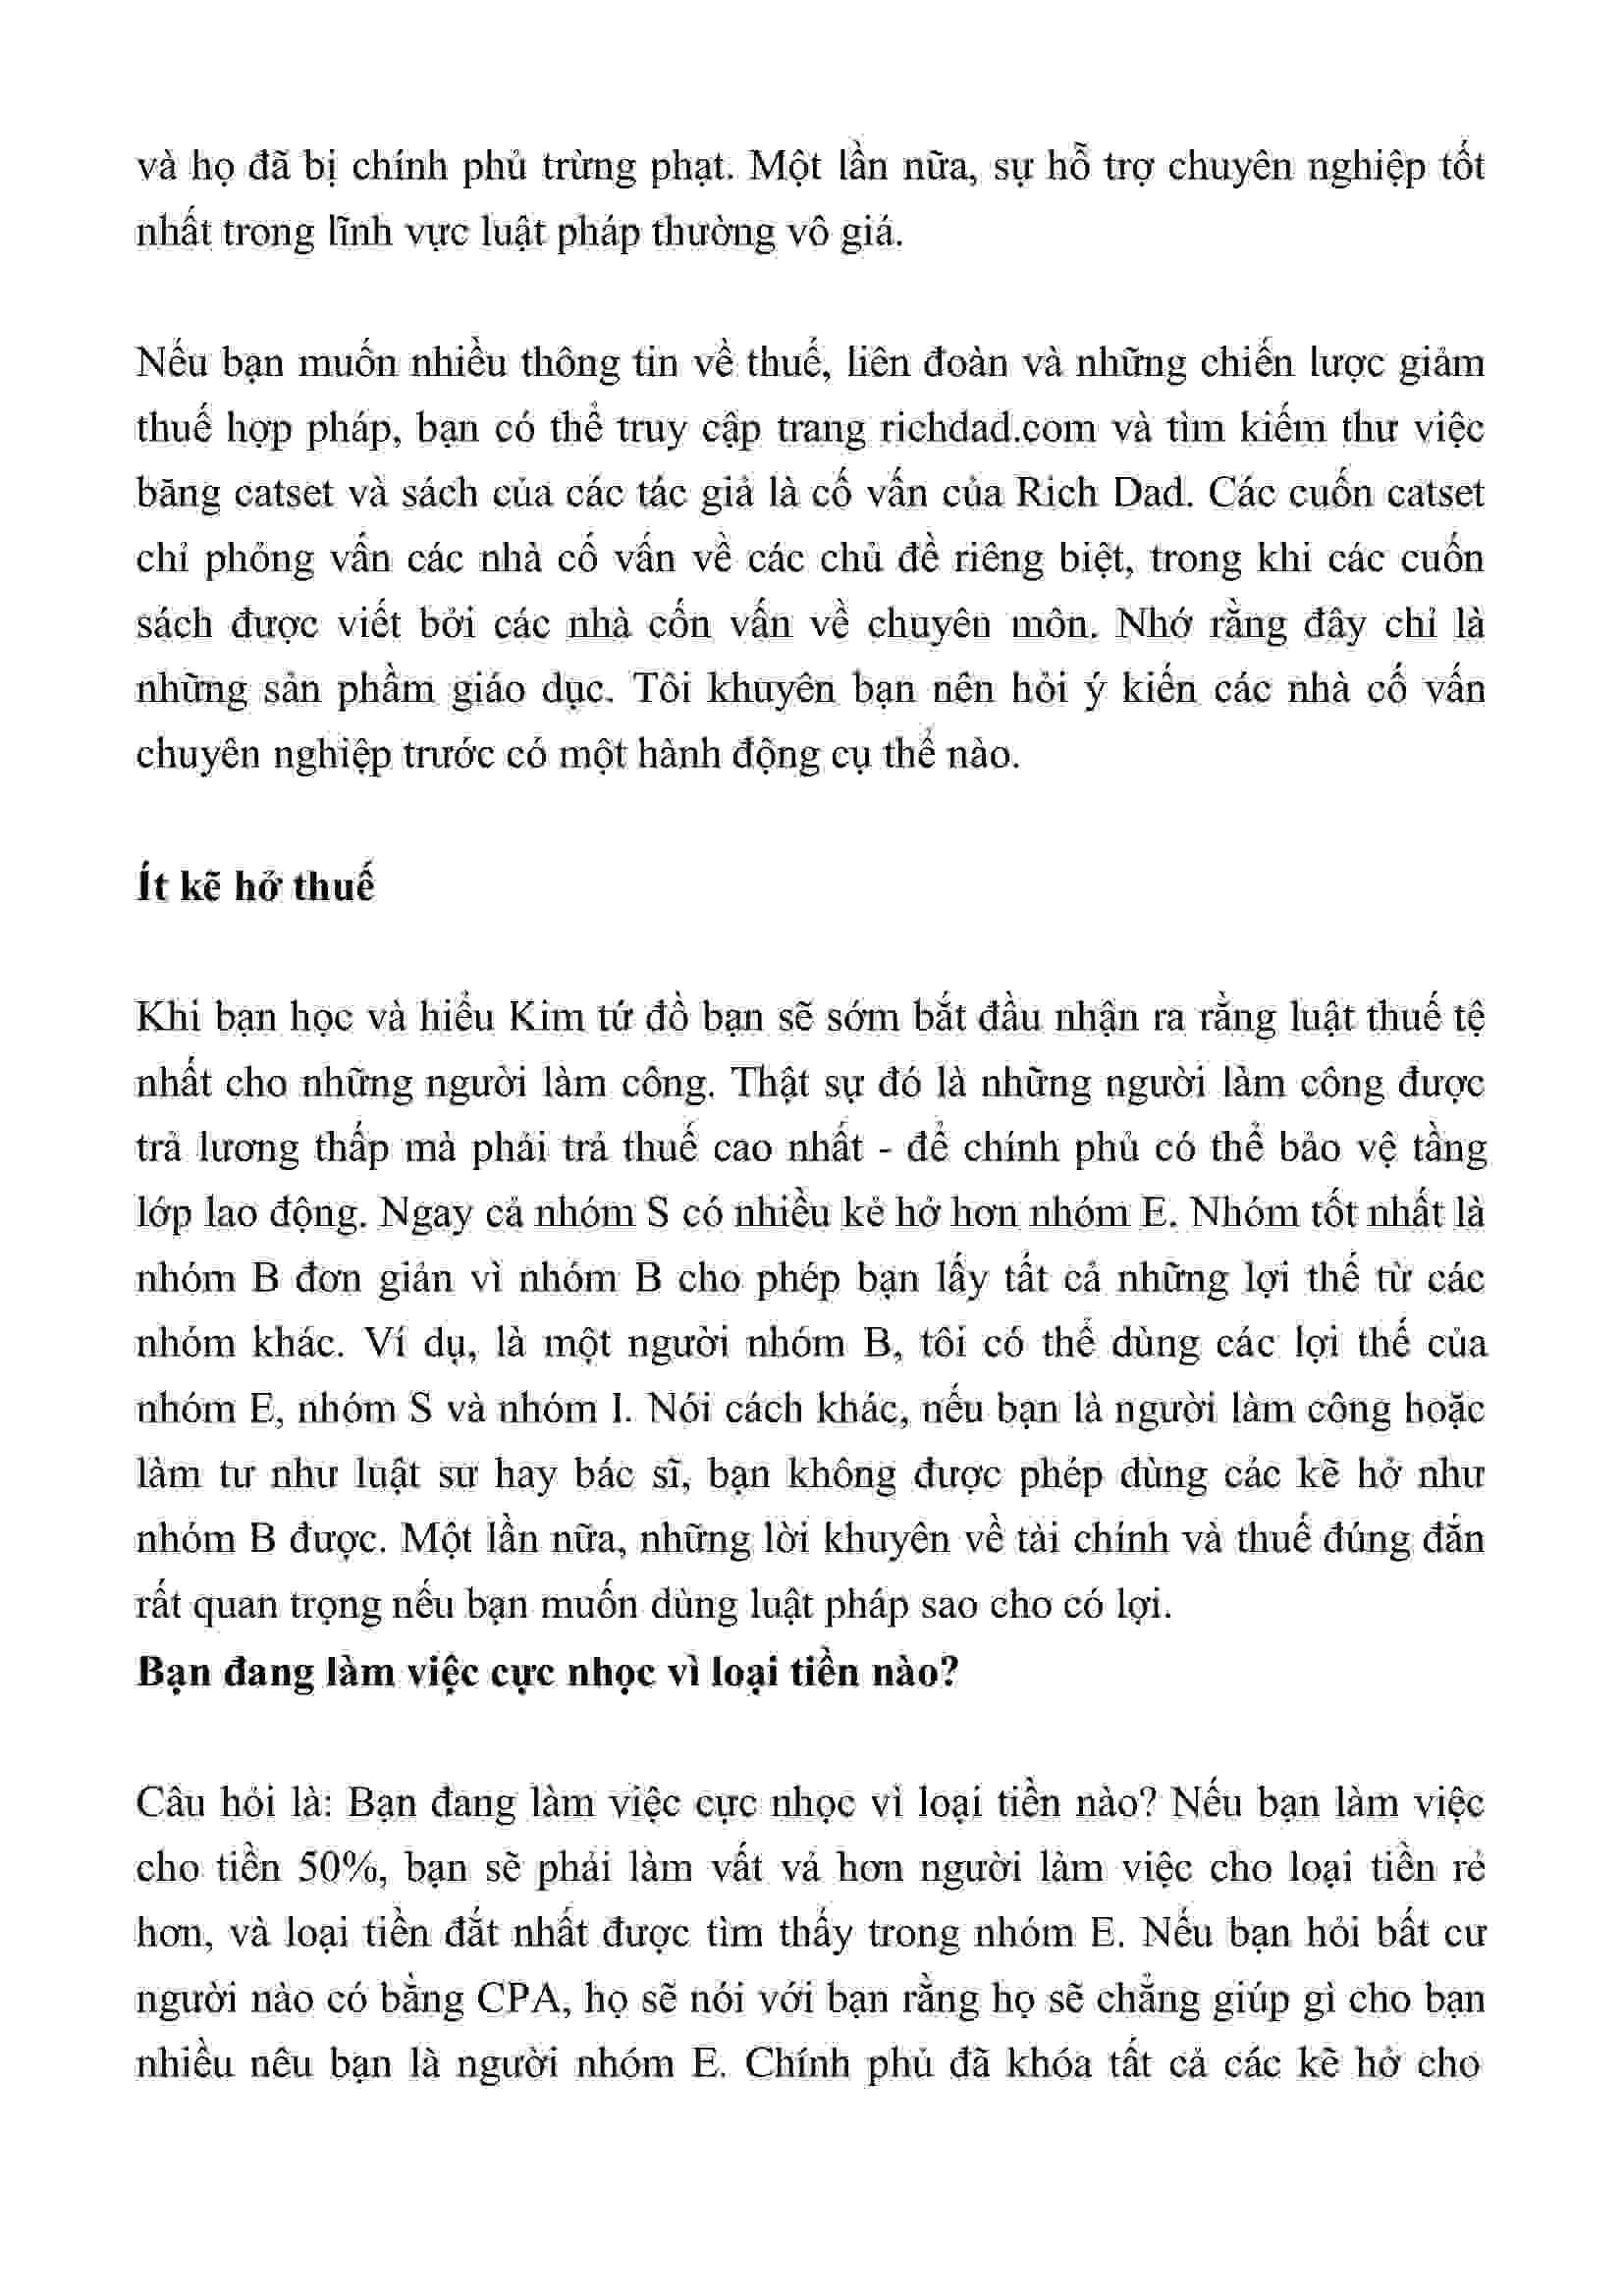 và họ đã bị chính phủ trừng phạt. Một lần nữa, sự hỗ trợ chuyên nghiệp tốt
nhất trong lĩnh vực luật pháp thường vô giá.
Nếu bạn muốn nhiều thông tin về thuế, liên đoàn và những chiến lược giảm
thuế hợp pháp, bạn có thể truy cập trang richdad.com và tìm kiếm thư việc
băng catset và sách của các tác giả là cố vấn của Rich Dad. Các cuốn catset
chỉ phỏng vấn các nhà cố vấn về các chủ đề riêng biệt, trong khi các cuốn
sách được viết bởi các nhà cốn vấn về chuyên môn. Nhớ rằng đây chỉ là
những sản phầm giáo dục. Tôi khuyên bạn nên hỏi ý kiến các nhà cố vấn
chuyên nghiệp trước có một hành động cụ thể nào.
Ít kẽ hở thuế
Khi bạn học và hiểu Kim tứ đồ bạn sẽ sớm bắt đầu nhận ra rằng luật thuế tệ
nhất cho những người làm công. Thật sự đó là những người làm công được
trả lương thấp mà phải trả thuế cao nhất - để chính phủ có thể bảo vệ tầng
lớp lao động. Ngay cả nhóm S có nhiều kẻ hở hơn nhóm E. Nhóm tốt nhất là
nhóm B đơn giản vì nhóm B cho phép bạn lấy tất cả những lợi thế từ các
nhóm khác. Ví dụ, là một người nhóm B, tôi có thể dùng các lợi thế của
nhóm E, nhóm S và nhóm I. Nói cách khác, nếu bạn là người làm công hoặc
làm tư như luật sư hay bác sĩ, bạn không được phép dùng các kẽ hở như
nhóm B được. Một lần nữa, những lời khuyên về tài chính và thuế đúng đắn
rất quan trọng nếu bạn muốn dùng luật pháp sao cho có lợi.
Bạn đang làm việc cực nhọc vì loại tiền nào?
Câu hỏi là: Bạn đang làm việc cực nhọc vì loại tiền nào? Nếu bạn làm việc
cho tiền 50%, bạn sẽ phải làm vất vả hơn người làm việc cho loại tiền rẻ
hơn, và loại tiền đắt nhất được tìm thấy trong nhóm E. Nếu bạn hỏi bất cư
người nào có bằng CPA, họ sẽ nói với bạn rằng họ sẽ chẳng giúp gì cho bạn
nhiều nêu bạn là người nhóm E. Chính phủ đã khóa tất cả các kẽ hở cho